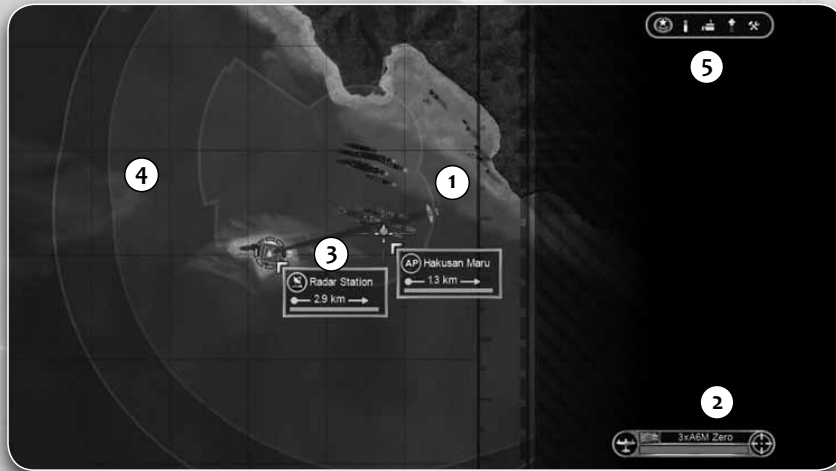 5
4
1
3
AP Hakusan Maru
1.3 km
Radar Station
2.9 km
2
3xA6M Zero